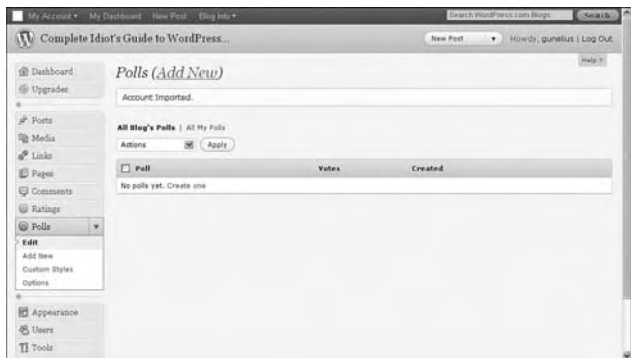 My Account ▾ My Dashboard New Post Blog Info ▾ Search WordPress.com Blogs Search
Complete Idiot's Guide to WordPress... New Post ▾ Howdy, gunelius | Log Out
Help ▾
Dashboard
Upgrades
Posts
Media
Links
Pages
Comments
Ratings
Polls
Edit
Add New
Custom Styles
Options
Appearance
Users
Tools
Polls (Add New)
Account Imported.
All Blog's Polls | All My Polls
Actions Apply
Poll Votes Created
No polls yet. Create one